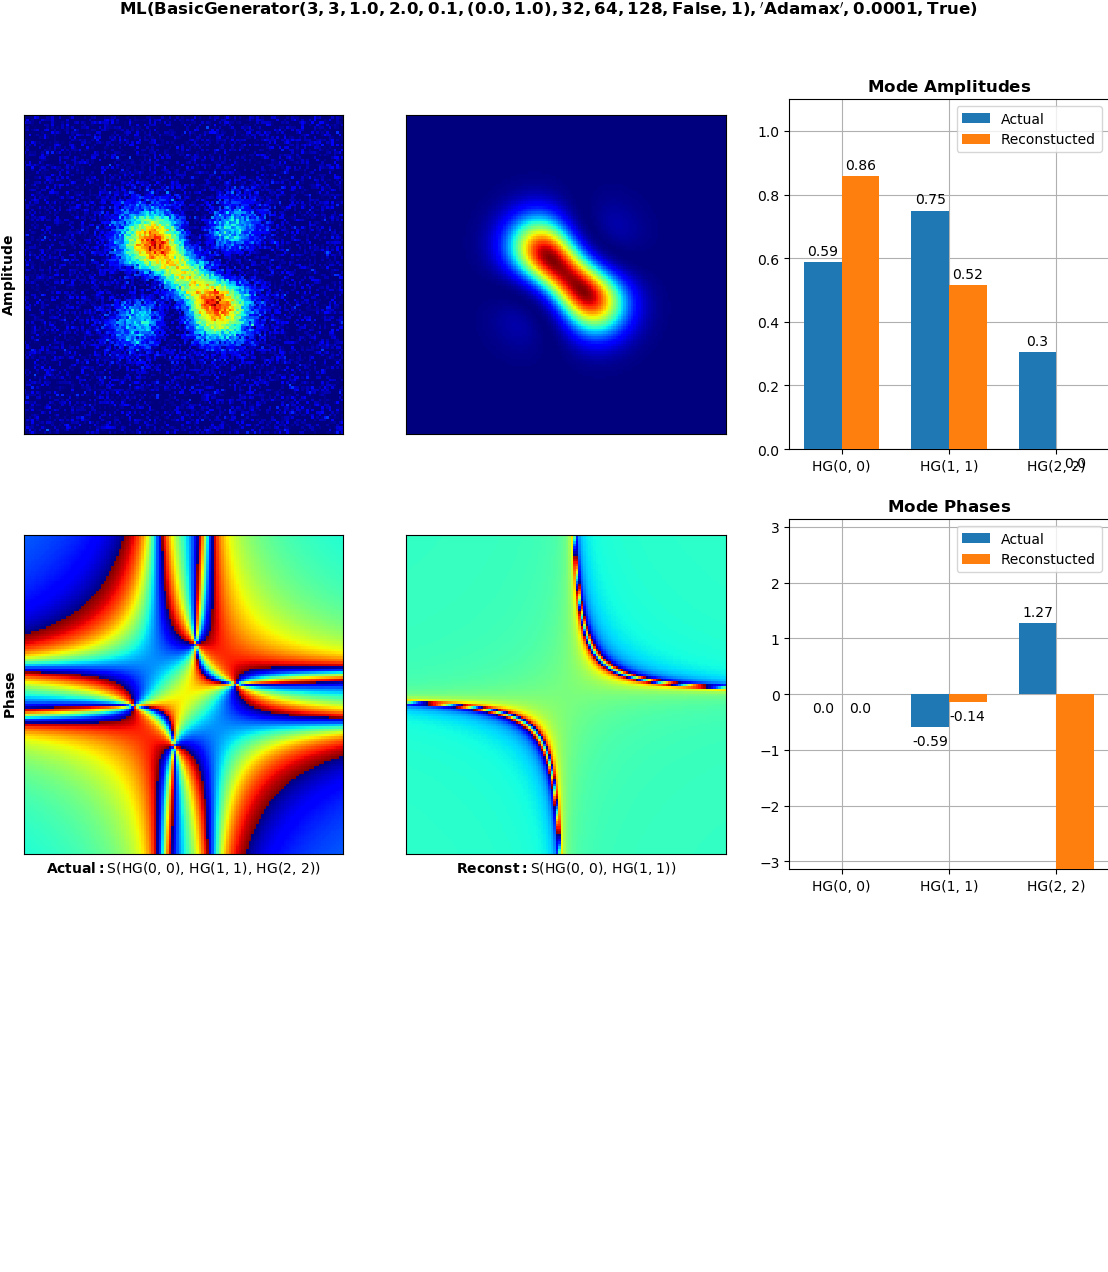 ML(BasicGenerator(3, 3, 1.0, 2.0, 0.1, (0.0, 1.0), 32, 64, 128, False, 1), 'Adamax', 0.0001, True)
Amplitude
Mode Amplitudes
Actual
Reconstucted
1.0
0.8
0.6
0.4
0.2
0.0
0.59
0.86
0.75
0.52
0.3
0.0
HG(0, 0)
HG(1, 1)
HG(2, 2)
Phase
Actual: S(HG(0, 0), HG(1, 1), HG(2, 2))
Reconst: S(HG(0, 0), HG(1, 1))
Mode Phases
Actual
Reconstucted
3
2
1
0
−1
−2
−3
0.0
0.0
-0.59
-0.14
1.27
HG(0, 0)
HG(1, 1)
HG(2, 2)